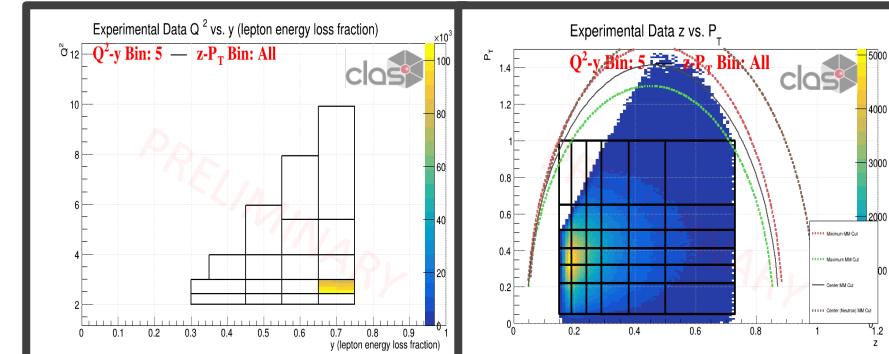 Experimental Data Q² vs. y (lepton energy loss fraction)
Q²-y Bin: 5 — z-P_T Bin: All
clas
PRELIMINARY
Q²
12
10
8
6
4
2
0 0.1 0.2 0.3 0.4 0.5 0.6 0.7 0.8 0.9 1
y (lepton energy loss fraction)
×10³
100
80
60
40
20
0
Experimental Data z vs. P_T
Q²-y Bin: 5 — z-P_T Bin: All
clas
P_T
1.4
1.2
1
0.8
0.6
0.4
0.2
0
0 0.2 0.4 0.6 0.8 1 1.2
z
5000
4000
3000
2000
Minimum MM Cut
Maximum MM Cut
Center MM Cut
Center (Neutron) MM Cut